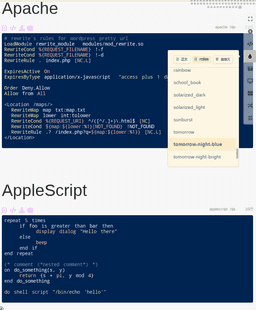 Apache
# rewrite`s rules for wordpress pretty url
LoadModule rewrite_module  modules/mod_rewrite.so
RewriteCond %{REQUEST_FILENAME} !-f
RewriteCond %{REQUEST_FILENAME} !-d
RewriteRule . index.php [NC,L]
ExpiresActive On
ExpiresByType application/x-javascript "access plus 1 d
Order Deny,Allow
Allow from All
<Location /maps/>
RewriteMap map txt:map.txt
RewriteMap lower int:tolower
RewriteCond %{REQUEST_URI} ^/([^/.]+)\.html$ [NC]
RewriteCond ${map:${lower:%1}|NOT_FOUND} !NOT_FOUND
RewriteRule .? /index.php?q=${map:${lower:%1}} [NC,L]
</Location>
rainbow
school_book
solarized_dark
solarized_light
sunburst
tomorrow
tomorrow-night-blue
tomorrow-night-bright
AppleScript
repeat 5 times
if foo is greater than bar then
display dialog "Hello there"
else
beep
end if
end repeat
(* comment (*nested comment*) *)
on do_something(s, y)
return {s + pi, y mod 4}
end do_something
do shell script "/bin/echo 'hello'"